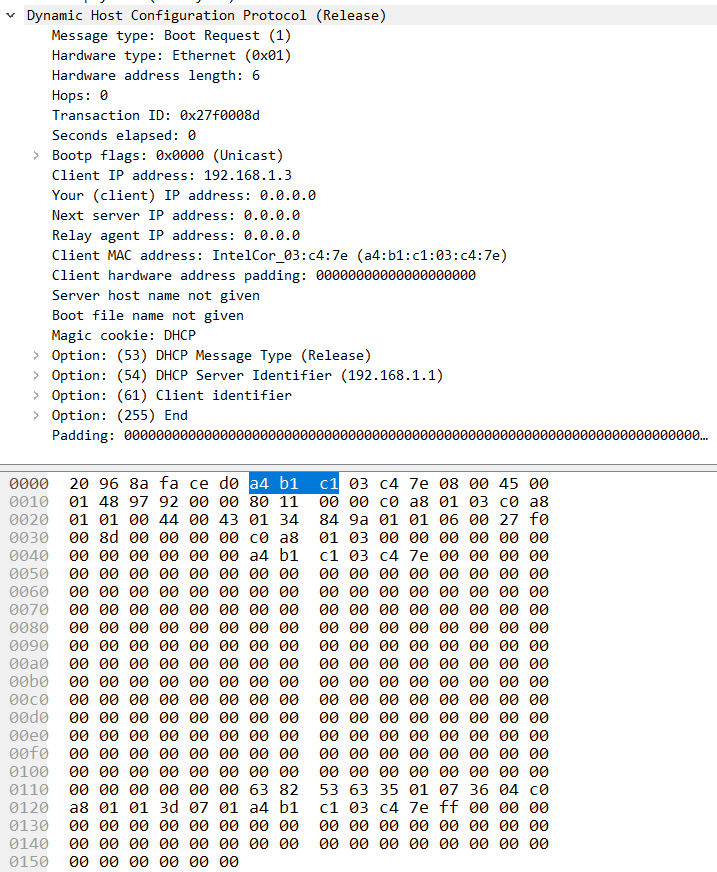 Dynamic Host Configuration Protocol (Release)
Message type: Boot Request (1)
Hardware type: Ethernet (0x01)
Hardware address length: 6
Hops: 0
Transaction ID: 0x27f0008d
Seconds elapsed: 0
Bootp flags: 0x0000 (Unicast)
Client IP address: 192.168.1.3
Your (client) IP address: 0.0.0.0
Next server IP address: 0.0.0.0
Relay agent IP address: 0.0.0.0
Client MAC address: IntelCor_03:c4:7e (a4:b1:c1:03:c4:7e)
Client hardware address padding: 00000000000000000000
Server host name not given
Boot file name not given
Magic cookie: DHCP
Option: (53) DHCP Message Type (Release)
Option: (54) DHCP Server Identifier (192.168.1.1)
Option: (61) Client identifier
Option: (255) End
Padding: 000000000000000000000000000000000000000000000000000000000000000000000000…
0000 20 96 8a fa ce d0 a4 b1 c1 03 c4 7e 08 00 45 00
0010 01 48 97 92 00 00 80 11 00 00 c0 a8 01 03 c0 a8
0020 01 01 00 44 00 43 01 34 84 9a 01 01 06 00 27 f0
0030 00 8d 00 00 00 00 c0 a8 01 03 00 00 00 00 00 00
0040 00 00 00 00 00 00 a4 b1 c1 03 c4 7e 00 00 00 00
0050 00 00 00 00 00 00 00 00 00 00 00 00 00 00 00 00
0060 00 00 00 00 00 00 00 00 00 00 00 00 00 00 00 00
0070 00 00 00 00 00 00 00 00 00 00 00 00 00 00 00 00
0080 00 00 00 00 00 00 00 00 00 00 00 00 00 00 00 00
0090 00 00 00 00 00 00 00 00 00 00 00 00 00 00 00 00
00a0 00 00 00 00 00 00 00 00 00 00 00 00 00 00 00 00
00b0 00 00 00 00 00 00 00 00 00 00 00 00 00 00 00 00
00c0 00 00 00 00 00 00 00 00 00 00 00 00 00 00 00 00
00d0 00 00 00 00 00 00 00 00 00 00 00 00 00 00 00 00
00e0 00 00 00 00 00 00 00 00 00 00 00 00 00 00 00 00
00f0 00 00 00 00 00 00 00 00 00 00 00 00 00 00 00 00
0100 00 00 00 00 00 00 00 00 00 00 00 00 00 00 00 00
0110 00 00 00 00 00 00 63 82 53 63 35 01 07 36 04 c0
0120 a8 01 01 3d 07 01 a4 b1 c1 03 c4 7e ff 00 00 00
0130 00 00 00 00 00 00 00 00 00 00 00 00 00 00 00 00
0140 00 00 00 00 00 00 00 00 00 00 00 00 00 00 00 00
0150 00 00 00 00 00 00